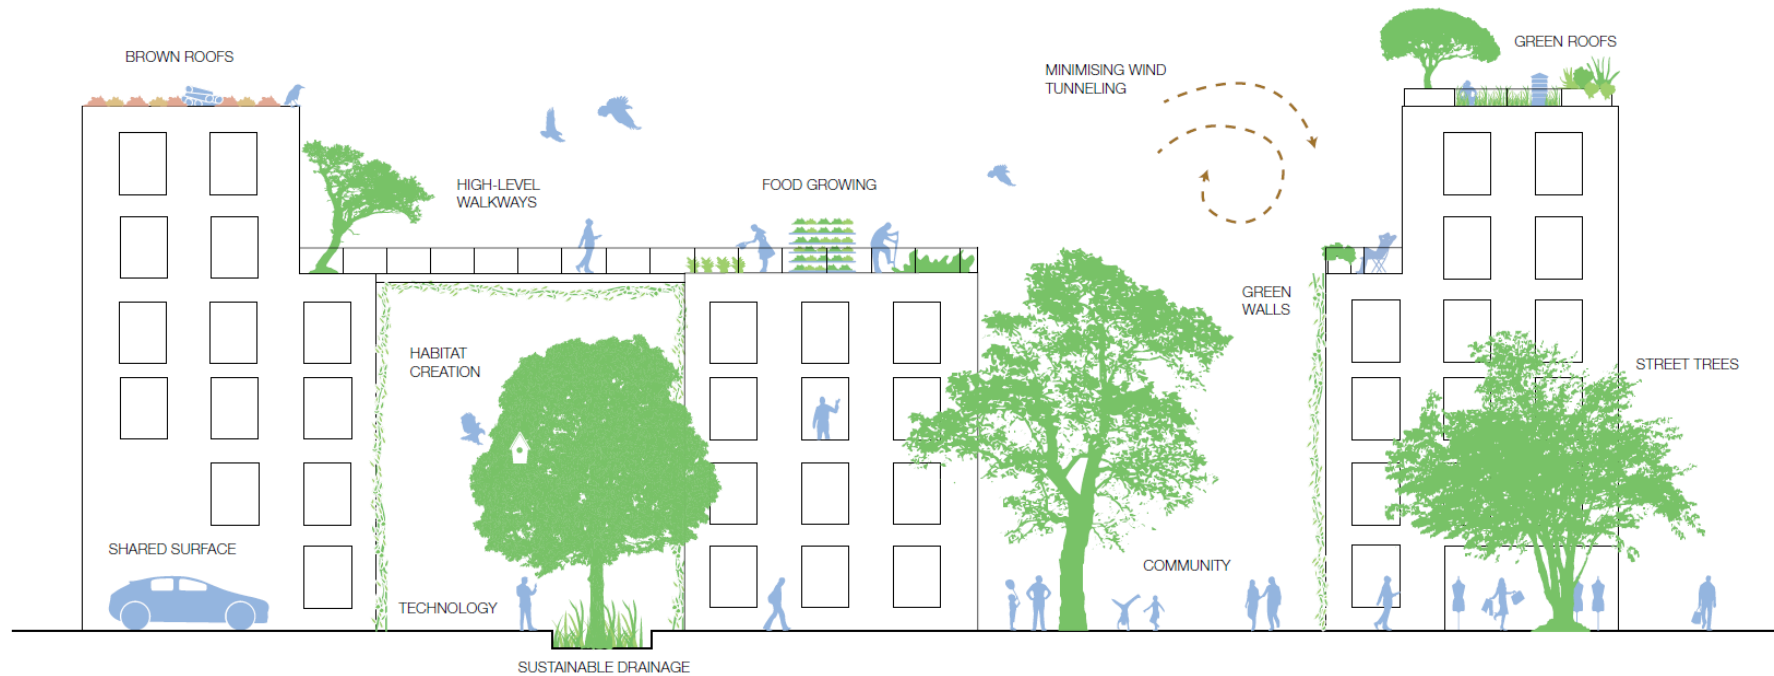 BROWN ROOFS
GREEN ROOFS
MINIMISING WIND
TUNNELING
HIGH-LEVEL
WALKWAYS
FOOD GROWING
GREEN
WALLS
HABITAT
CREATION
STREET TREES
SHARED SURFACE
COMMUNITY
TECHNOLOGY
SUSTAINABLE DRAINAGE